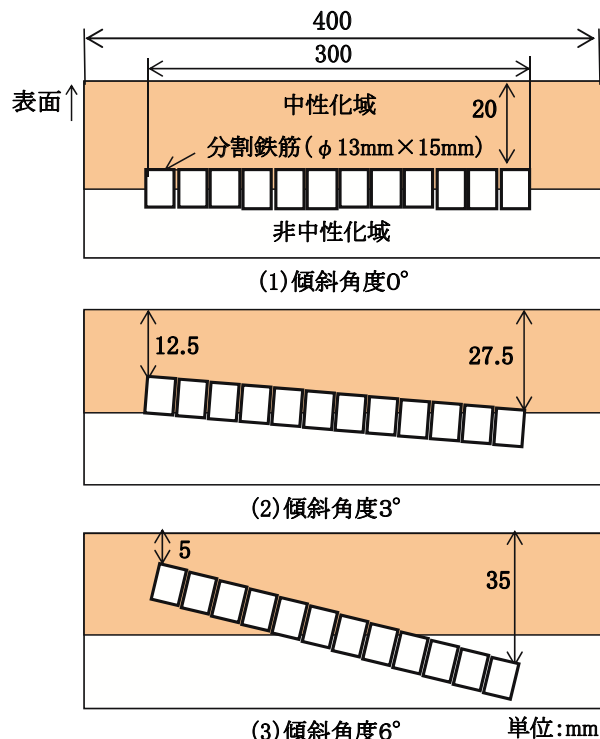 400
300
表面
中性化域
20
分割鉄筋(φ13mm×15mm)
非中性化域
(1)傾斜角度0°
12.5
27.5
(2)傾斜角度3°
5
35
(3)傾斜角度6°
単位:mm